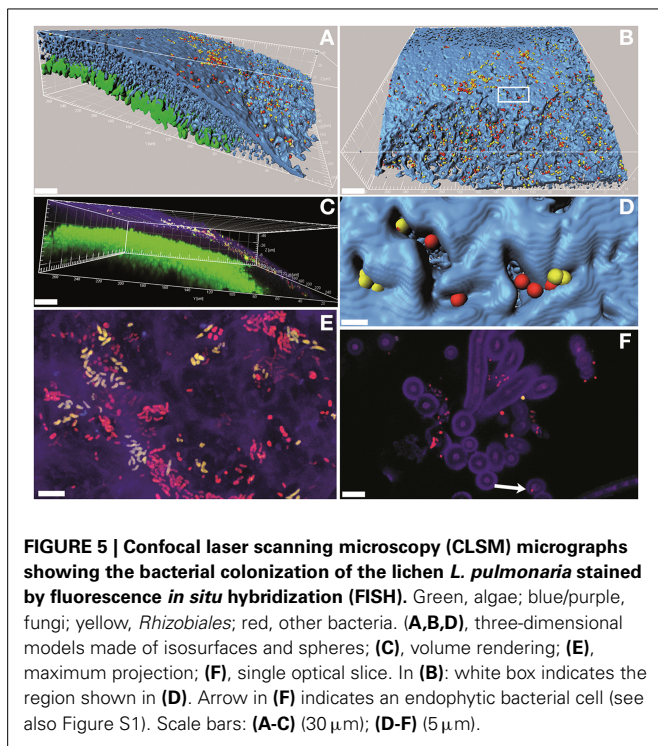 A
B
C
D
E
F
FIGURE 5 | Confocal laser scanning microscopy (CLSM) micrographs
showing the bacterial colonization of the lichen L. pulmonaria stained
by fluorescence in situ hybridization (FISH). Green, algae; blue/purple,
fungi; yellow, Rhizobiales; red, other bacteria. (A,B,D), three-dimensional
models made of isosurfaces and spheres; (C), volume rendering; (E),
maximum projection; (F), single optical slice. In (B): white box indicates the
region shown in (D). Arrow in (F) indicates an endophytic bacterial cell (see
also Figure S1). Scale bars: (A-C) (30 μm); (D-F) (5 μm).